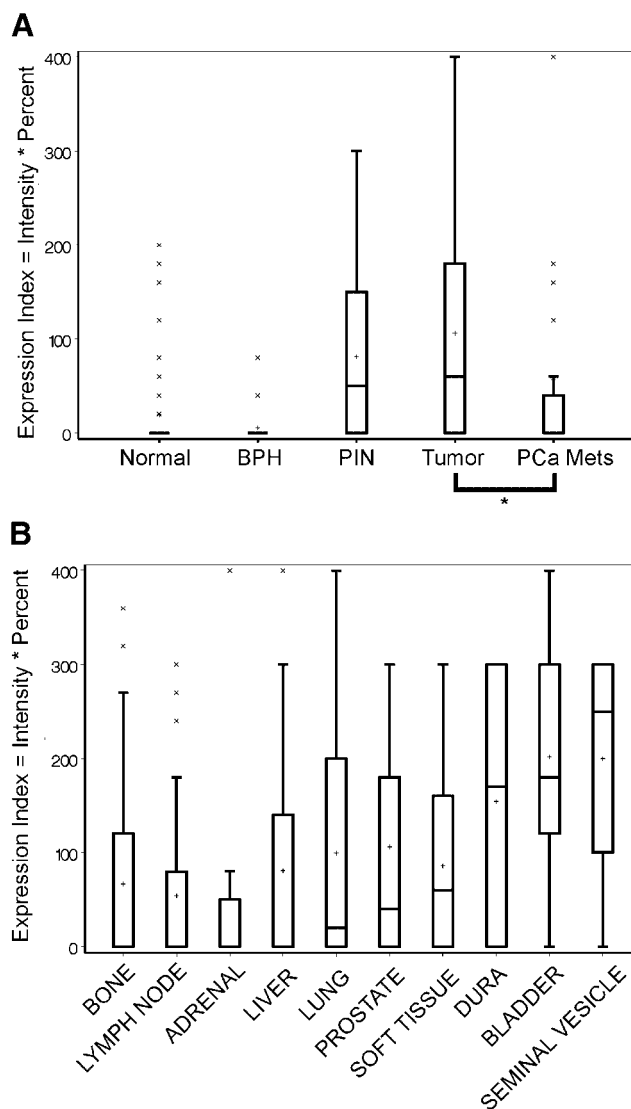 A
Expression Index = Intensity * Percent
400
300
200
100
0
Normal BPH PIN Tumor PCa Mets
*
B
Expression Index = Intensity * Percent
400
300
200
100
0
BONE
LYMPH NODE
ADRENAL
LIVER
LUNG
PROSTATE
SOFT TISSUE
DURA
BLADDER
SEMINAL VESICLE